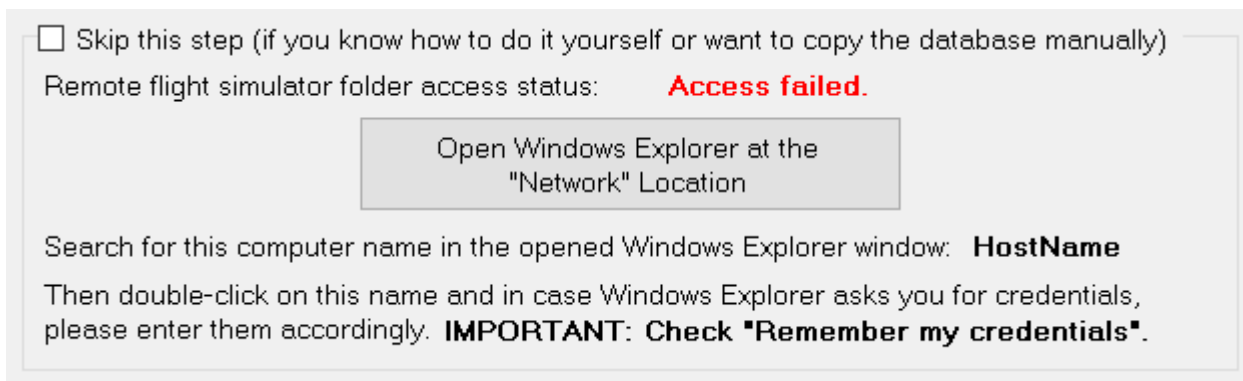 Skip this step (if you know how to do it yourself or want to copy the database manually)
Remote flight simulator folder access status: Access failed.
Open Windows Explorer at the
"Network" Location
Search for this computer name in the opened Windows Explorer window: HostName
Then double-click on this name and in case Windows Explorer asks you for credentials,
please enter them accordingly. IMPORTANT: Check "Remember my credentials".